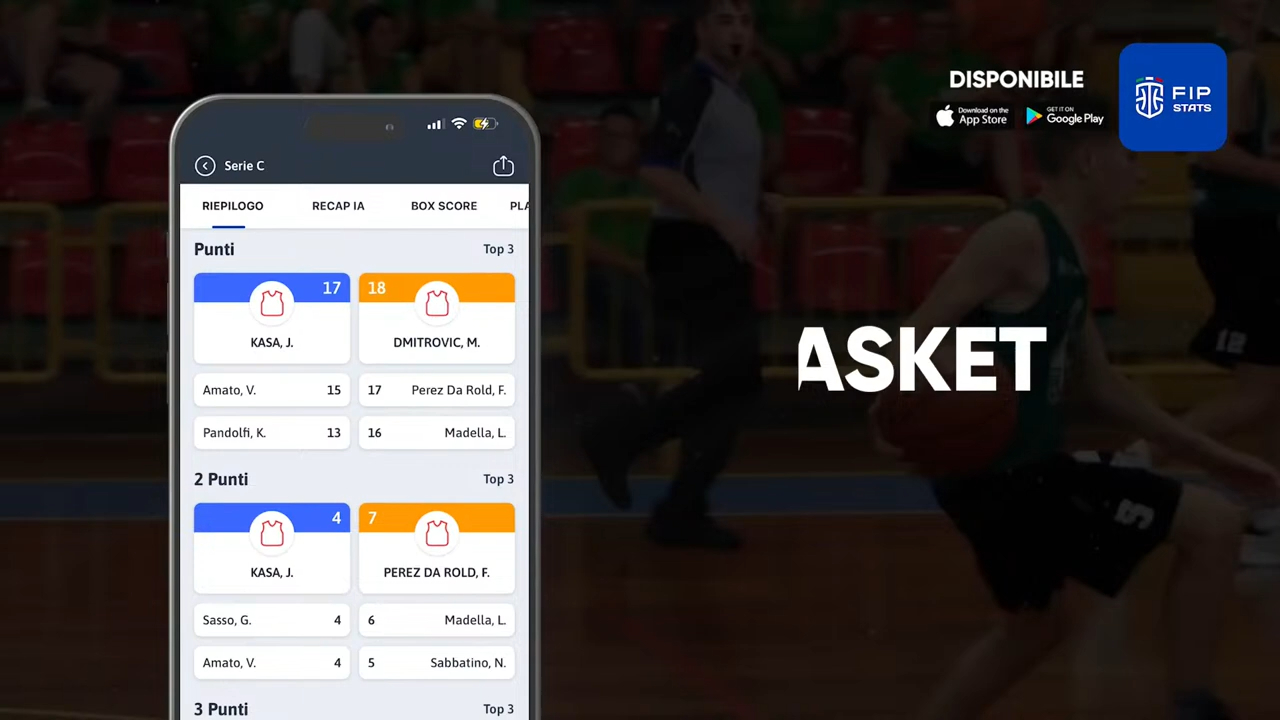 DISPONIBILE
Download on the
App Store
GET IT ON
Google Play
FIP
STATS
Serie C
RIEPILOGO RECAP IA BOX SCORE PLA
Punti Top 3
17 18
KASA, J. DMITROVIC, M.
Amato, V. 15 17 Perez Da Rold, F.
Pandolfi, K. 13 16 Madella, L.
2 Punti Top 3
4 7
KASA, J. PEREZ DA ROLD, F.
Sasso, G. 4 6 Madella, L.
Amato, V. 4 5 Sabbatino, N.
3 Punti Top 3
ASKET
12
5